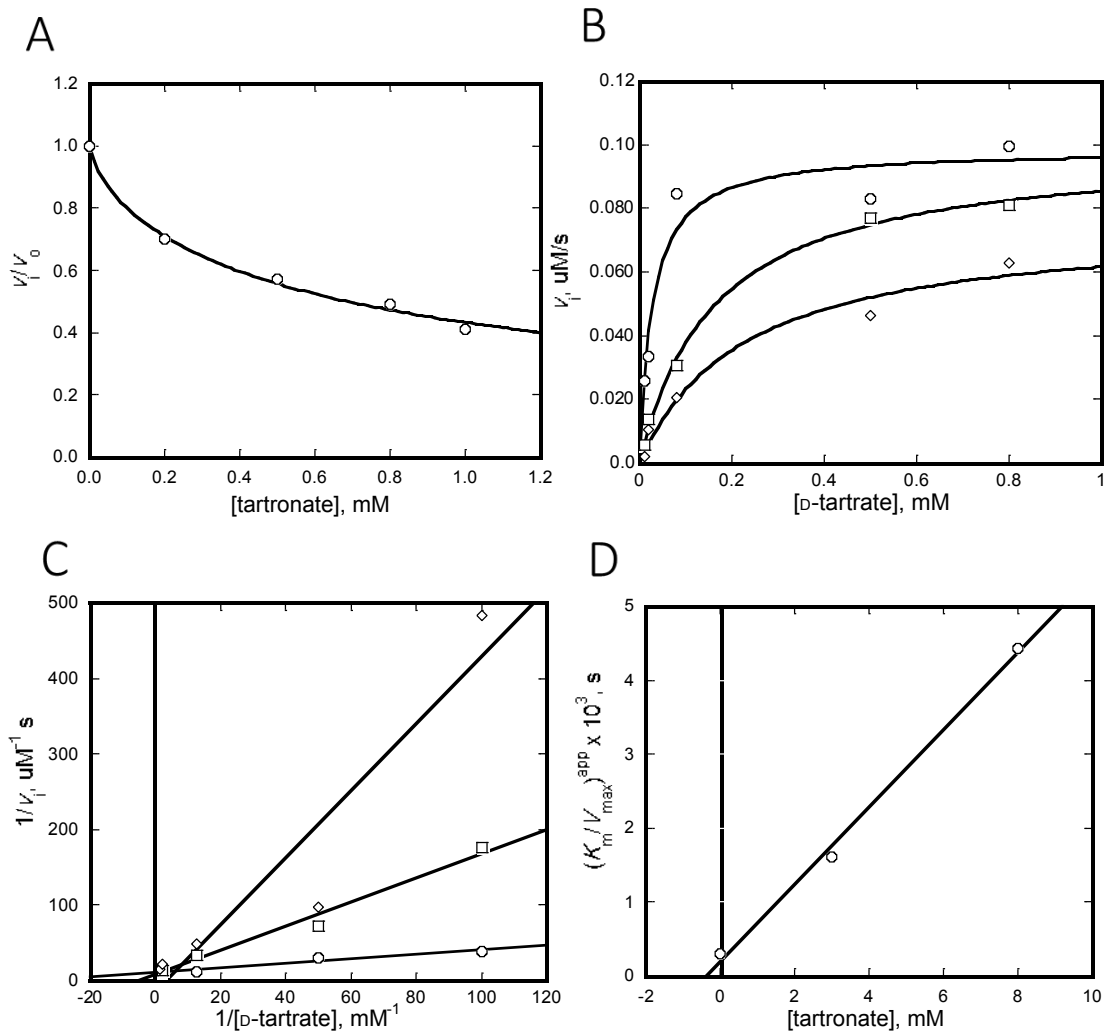 A
1.2
1.0
0.8
0.6
0.4
0.2
0.0
v_i/v_o
0.0 0.2 0.4 0.6 0.8 1.0 1.2
[tartronate], mM
B
0.12
0.10
0.080
0.060
0.040
0.020
0.0
v_i, uM/s
0 0.2 0.4 0.6 0.8 1
[D-tartrate], mM
C
500
400
300
200
100
0
1/v_i, uM⁻¹ s
-20 0 20 40 60 80 100 120
1/[D-tartrate], mM⁻¹
D
5
4
3
2
1
0
(K_m/V_max)^app x 10³, s
-2 0 2 4 6 8 10
[tartronate], mM